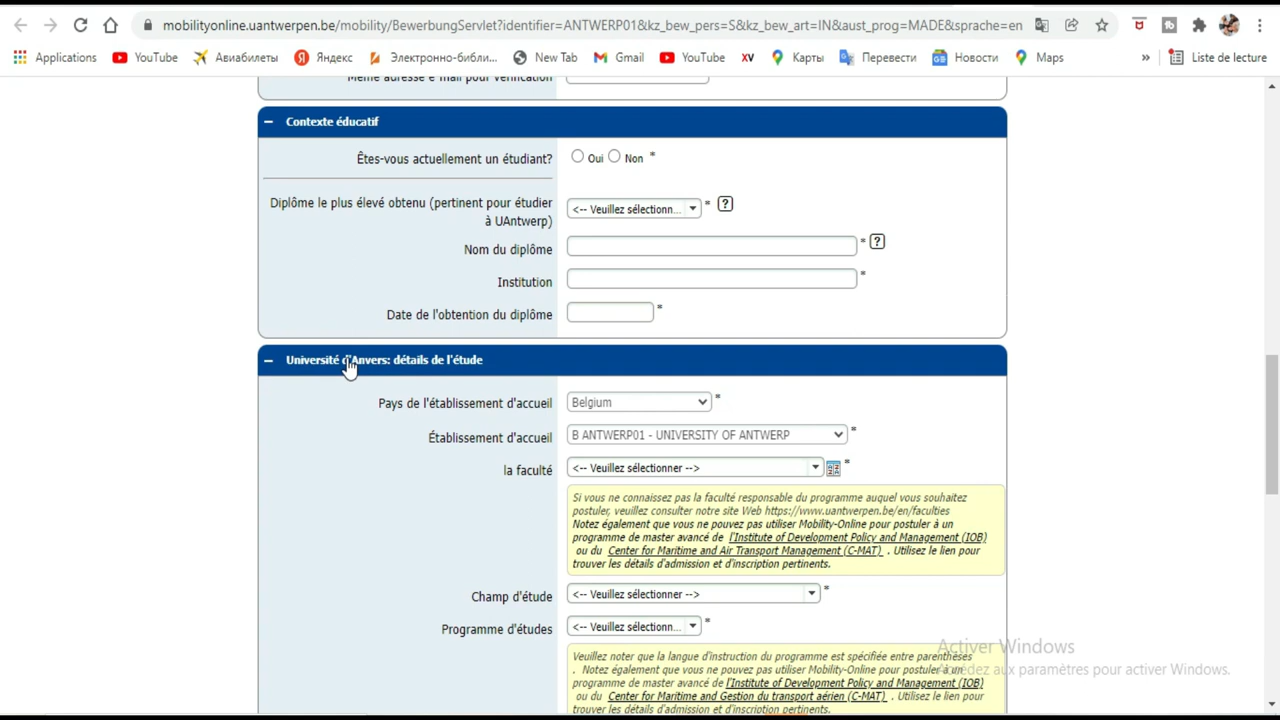 mobilityonline.uantwerpen.be/mobility/BewerbungServlet?identifier=ANTWERP01&kz_bew_pers=S&kz_bew_art=IN&aust_prog=MADE&sprache=en
Applications YouTube Авиабилеты Яндекс Электронно-библи... New Tab Gmail YouTube XV Карты Перевести Новости Maps » Liste de lecture
Même adresse e-mail pour vérification
Contexte éducatif
Êtes-vous actuellement un étudiant? Oui Non *
Diplôme le plus élevé obtenu (pertinent pour étudier <-- Veuillez sélectionn... * ?
à UAntwerp)
Nom du diplôme * ?
Institution *
Date de l'obtention du diplôme *
Université d'Anvers: détails de l'étude
Pays de l'établissement d'accueil Belgium *
Établissement d'accueil B ANTWERP01 - UNIVERSITY OF ANTWERP *
la faculté <-- Veuillez sélectionner --> *
Si vous ne connaissez pas la faculté responsable du programme auquel vous souhaitez
postuler, veuillez consulter notre site Web https://www.uantwerpen.be/en/faculties
Notez également que vous ne pouvez pas utiliser Mobility-Online pour postuler à un
programme de master avancé de l'Institute of Development Policy and Management (IOB)
ou du Center for Maritime and Air Transport Management (C-MAT) . Utilisez le lien pour
trouver les détails d'admission et d'inscription pertinents.
Champ d'étude <-- Veuillez sélectionner --> *
Programme d'études <-- Veuillez sélectionn... *
Veuillez noter que la langue d'instruction du programme est spécifiée entre parenthèses
. Notez également que vous ne pouvez pas utiliser Mobility-Online pour postuler à un
programme de master avancé de l'Institute of Development Policy and Management (IOB)
ou du Center for Maritime and Gestion du transport aérien (C-MAT) . Utilisez le lien pour
trouver les détails d'admission et d'inscription pertinents.
Activer Windows
Accédez aux paramètres pour activer Windows.